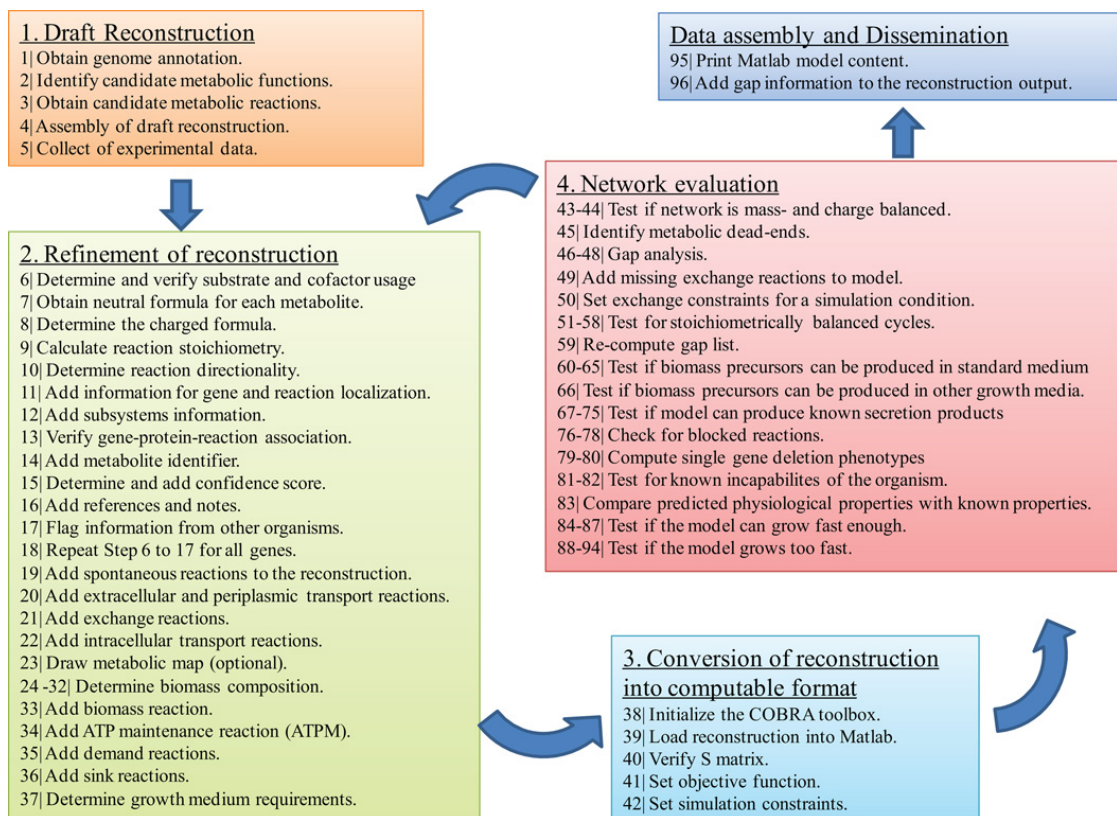 1. Draft Reconstruction
1| Obtain genome annotation.
2| Identify candidate metabolic functions.
3| Obtain candidate metabolic reactions.
4| Assembly of draft reconstruction.
5| Collect of experimental data.
2. Refinement of reconstruction
6| Determine and verify substrate and cofactor usage
7| Obtain neutral formula for each metabolite.
8| Determine the charged formula.
9| Calculate reaction stoichiometry.
10| Determine reaction directionality.
11| Add information for gene and reaction localization.
12| Add subsystems information.
13| Verify gene-protein-reaction association.
14| Add metabolite identifier.
15| Determine and add confidence score.
16| Add references and notes.
17| Flag information from other organisms.
18| Repeat Step 6 to 17 for all genes.
19| Add spontaneous reactions to the reconstruction.
20| Add extracellular and periplasmic transport reactions.
21| Add exchange reactions.
22| Add intracellular transport reactions.
23| Draw metabolic map (optional).
24 -32| Determine biomass composition.
33| Add biomass reaction.
34| Add ATP maintenance reaction (ATPM).
35| Add demand reactions.
36| Add sink reactions.
37| Determine growth medium requirements.
3. Conversion of reconstruction
into computable format
38| Initialize the COBRA toolbox.
39| Load reconstruction into Matlab.
40| Verify S matrix.
41| Set objective function.
42| Set simulation constraints.
4. Network evaluation
43-44| Test if network is mass- and charge balanced.
45| Identify metabolic dead-ends.
46-48| Gap analysis.
49| Add missing exchange reactions to model.
50| Set exchange constraints for a simulation condition.
51-58| Test for stoichiometrically balanced cycles.
59| Re-compute gap list.
60-65| Test if biomass precursors can be produced in standard medium
66| Test if biomass precursors can be produced in other growth media.
67-75| Test if model can produce known secretion products
76-78| Check for blocked reactions.
79-80| Compute single gene deletion phenotypes
81-82| Test for known incapabilites of the organism.
83| Compare predicted physiological properties with known properties.
84-87| Test if the model can grow fast enough.
88-94| Test if the model grows too fast.
Data assembly and Dissemination
95| Print Matlab model content.
96| Add gap information to the reconstruction output.